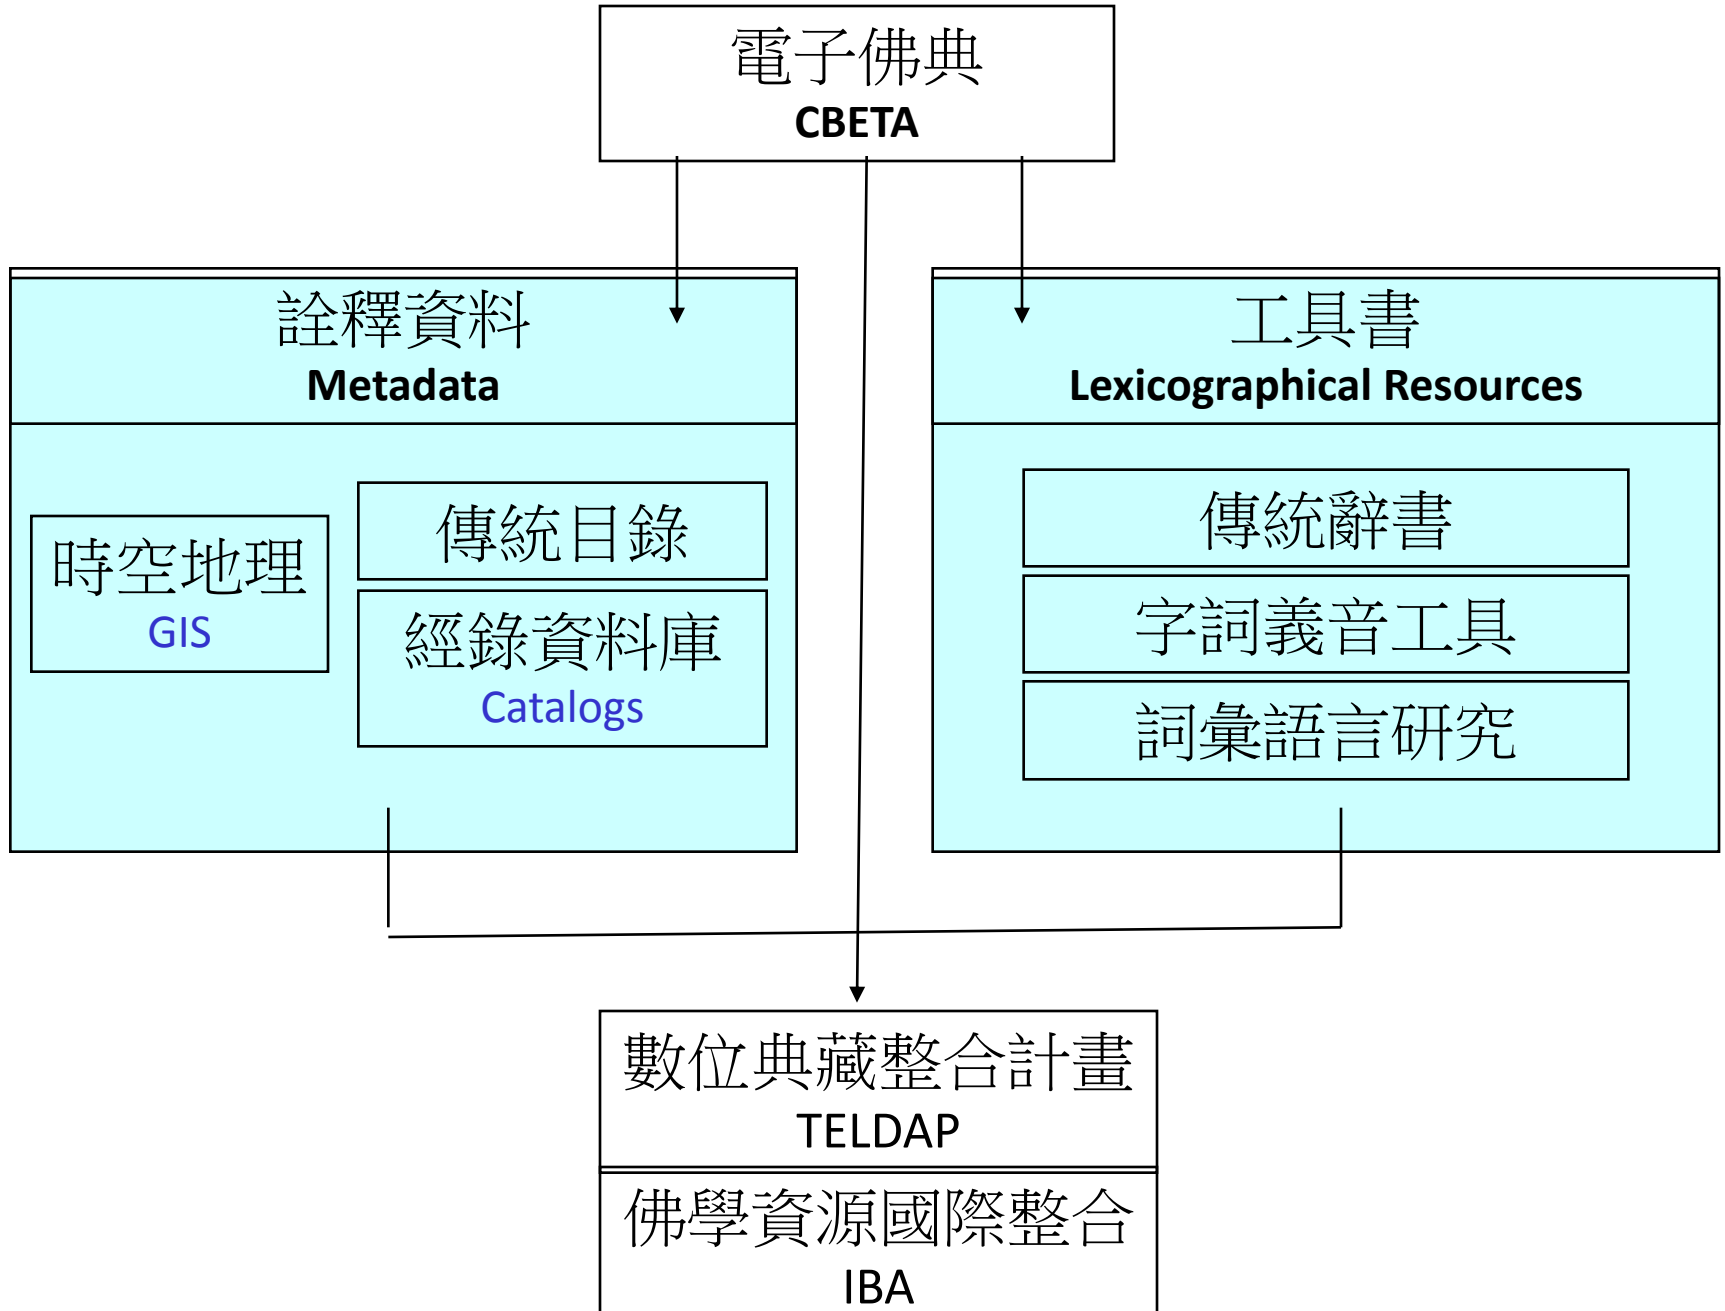 電子佛典
CBETA
詮釋資料
Metadata
時空地理
GIS
傳統目錄
經錄資料庫
Catalogs
工具書
Lexicographical Resources
傳統辭書
字詞義音工具
詞彙語言研究
數位典藏整合計畫
TELDAP
佛學資源國際整合
IBA